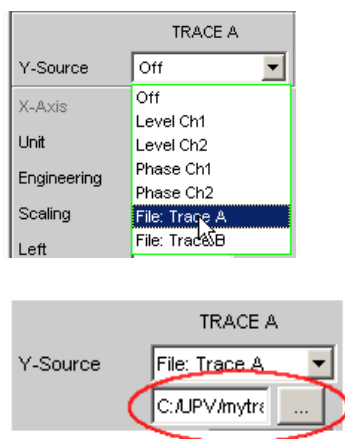 TRACE A
Y-Source Off
X-Axis Off
Level Ch1
Unit Level Ch2
Phase Ch1
Engineering Phase Ch2
Scaling File: Trace A
Left File: Trace B
TRACE A
Y-Source File: Trace A
C:/UPV/mytra ...